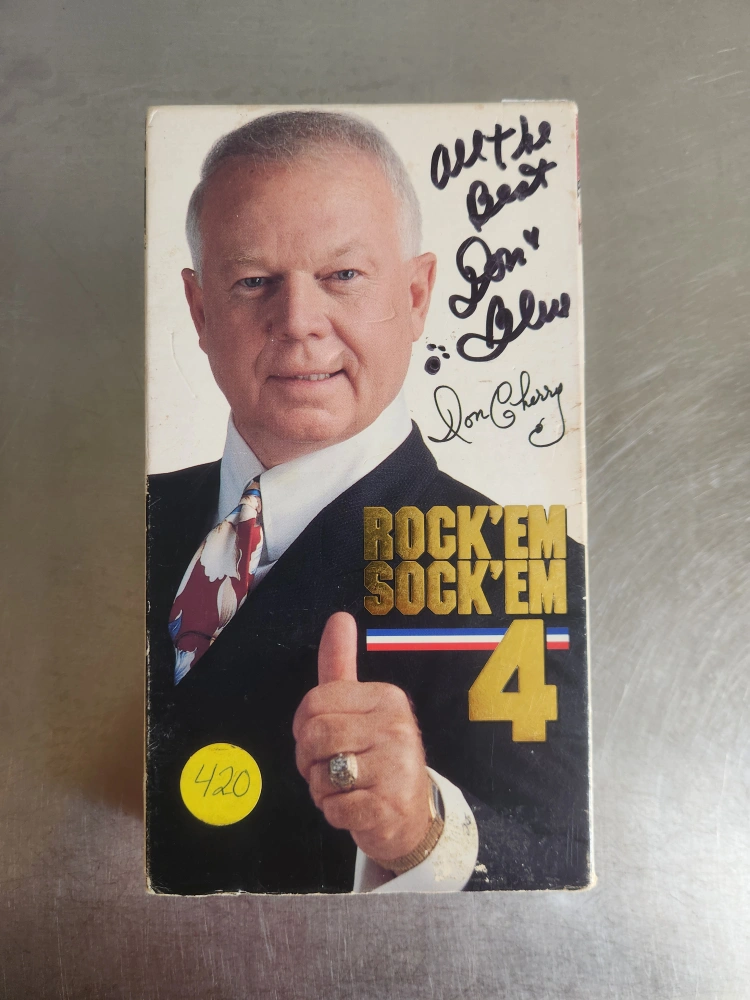 All the
Best
Don
Blue
Don Cherry
ROCK'EM
SOCK'EM
4
420